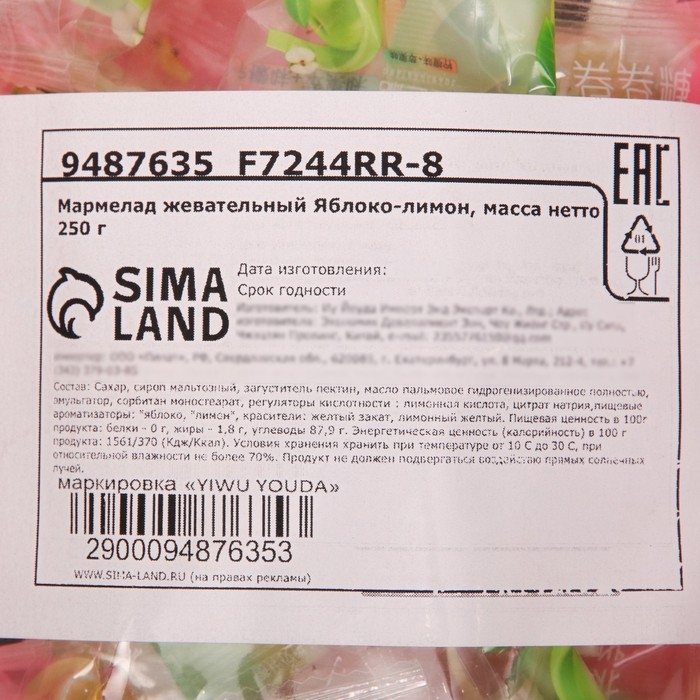 卷卷糖
9487635 F7244RR-8
EAC
Мармелад жевательный Яблоко-лимон, масса нетто
250 г
01
SIMA
LAND
Дата изготовления:
Срок годности
Состав: Сахар, сироп мальтозный, загуститель пектин, масло пальмовое гидрогенизированное полностью,
эмульгатор, сорбитан моностеарат, регуляторы кислотности : лимонная кислота, цитрат натрия,пищевые
ароматизаторы: "яблоко, "лимон", красители: желтый закат, лимонный желтый. Пищевая ценность в 100г
продукта: белки – 0 г, жиры – 1,8 г, углеводы 87,9 г. Энергетическая ценность (калорийность) в 100 г
продукта: 1561/370 (Кдж/Ккал). Условия хранения хранить при температуре от 10 С до 30 С, при
относительной влажности не более 70%. Продукт не должен подвергаться воздействию прямых солнечных
лучей.
маркировка «YIWU YOUDA»
2900094876353
WWW.SIMA-LAND.RU (на правах рекламы)